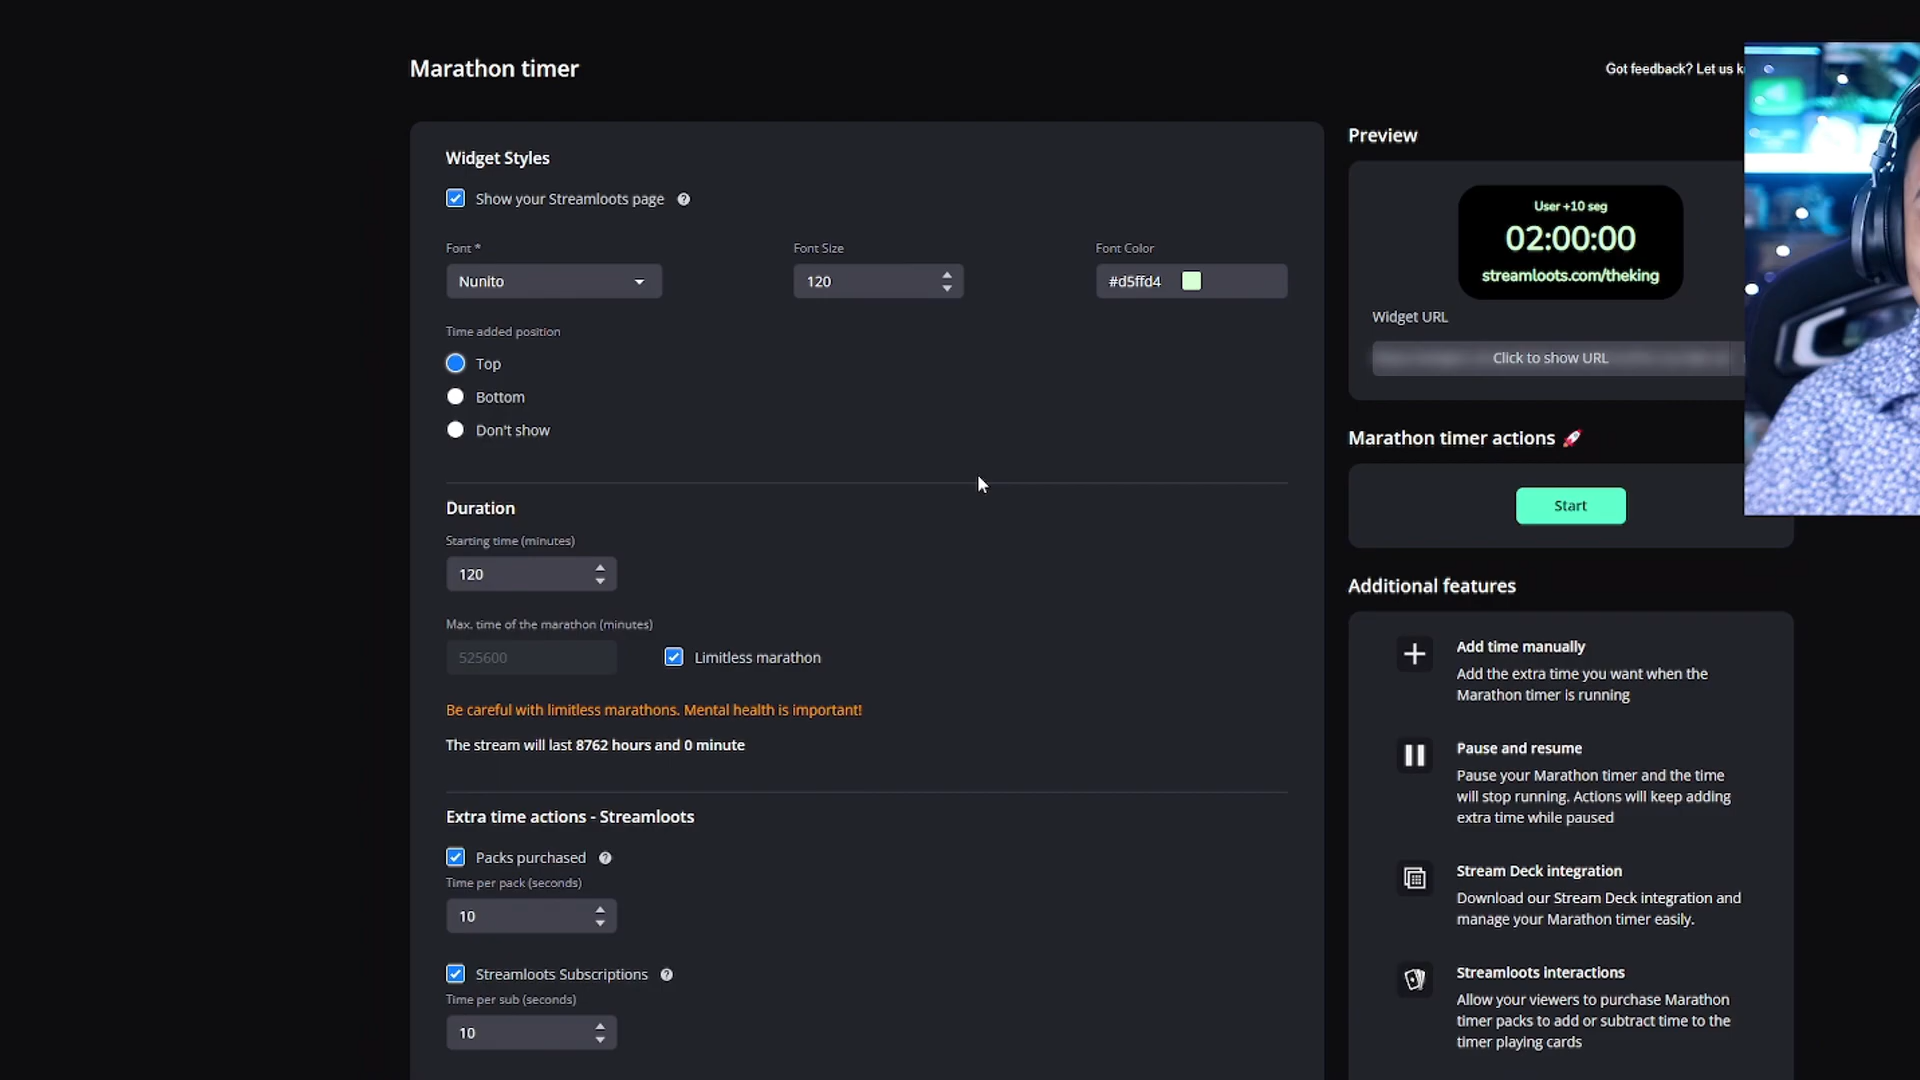 Marathon timer
Got feedback? Let us
Widget Styles
Show your Streamloots page
Font *
Font Size
Font Color
Nunito
120
#d5ffd4
Time added position
Top
Bottom
Don't show
Duration
Starting time (minutes)
120
Max. time of the marathon (minutes)
525600
Limitless marathon
Be careful with limitless marathons. Mental health is important!
The stream will last 8762 hours and 0 minute
Extra time actions - Streamloots
Packs purchased
Time per pack (seconds)
10
Streamloots Subscriptions
Time per sub (seconds)
10
Preview
User +10 seg
02:00:00
streamloots.com/theking
Widget URL
Click to show URL
Marathon timer actions 🚀
Start
Additional features
Add time manually
Add the extra time you want when the
Marathon timer is running
Pause and resume
Pause your Marathon timer and the time
will stop running. Actions will keep adding
extra time while paused
Stream Deck integration
Download our Stream Deck integration and
manage your Marathon timer easily.
Streamloots interactions
Allow your viewers to purchase Marathon
timer packs to add or subtract time to the
timer playing cards